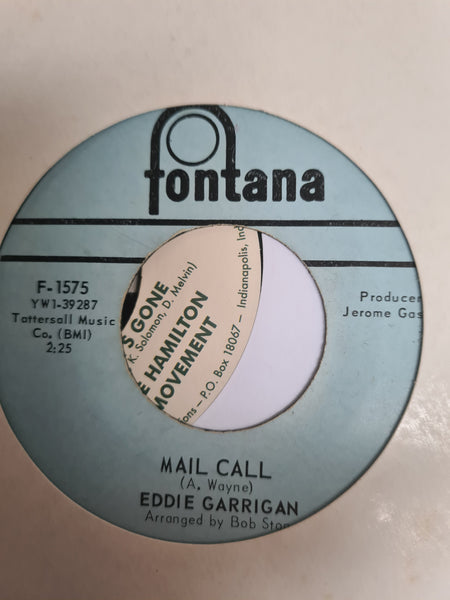 fontana
F-1575
YW1-39287
Tattersall Music
Co. (BMI)
2:25
Producer
Jerome Gas
S GONE
K. Solomon, D. Melvin)
E HAMILTON
MOVEMENT
ons – P.O. Box 18067 – Indianapolis, Ind
MAIL CALL
(A. Wayne)
EDDIE GARRIGAN
Arranged by Bob Sto